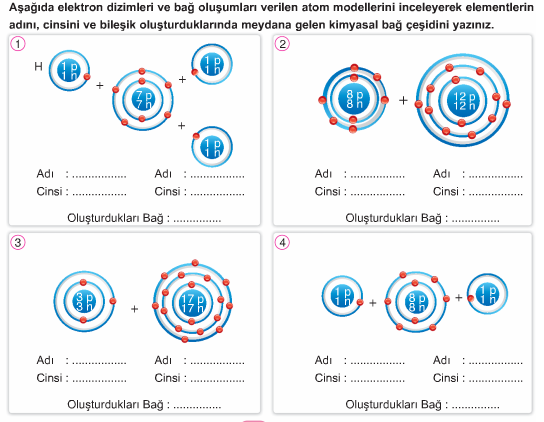 Aşağıda elektron dizimleri ve bağ oluşumları verilen atom modellerini inceleyerek elementlerin
adını, cinsini ve bileşik oluşturduklarında meydana gelen kimyasal bağ çeşidini yazınız.
1
H
1 p
1 n
+
7 p
7 n
+
1 p
1 n
+
1 p
1 n
Adı : ................ Adı : ................
Cinsi : ................ Cinsi : ................
Oluşturdukları Bağ : ..............
2
8 p
8 n
+
12 p
12 n
Adı : ................ Adı : ................
Cinsi : ................ Cinsi : ................
Oluşturdukları Bağ : ..............
3
3 p
3 n
+
17 p
17 n
Adı : ................ Adı : ................
Cinsi : ................ Cinsi : ................
Oluşturdukları Bağ : ..............
4
1 p
1 n
+
8 p
8 n
+
1 p
1 n
Adı : ................ Adı : ................
Cinsi : ................ Cinsi : ................
Oluşturdukları Bağ : ..............